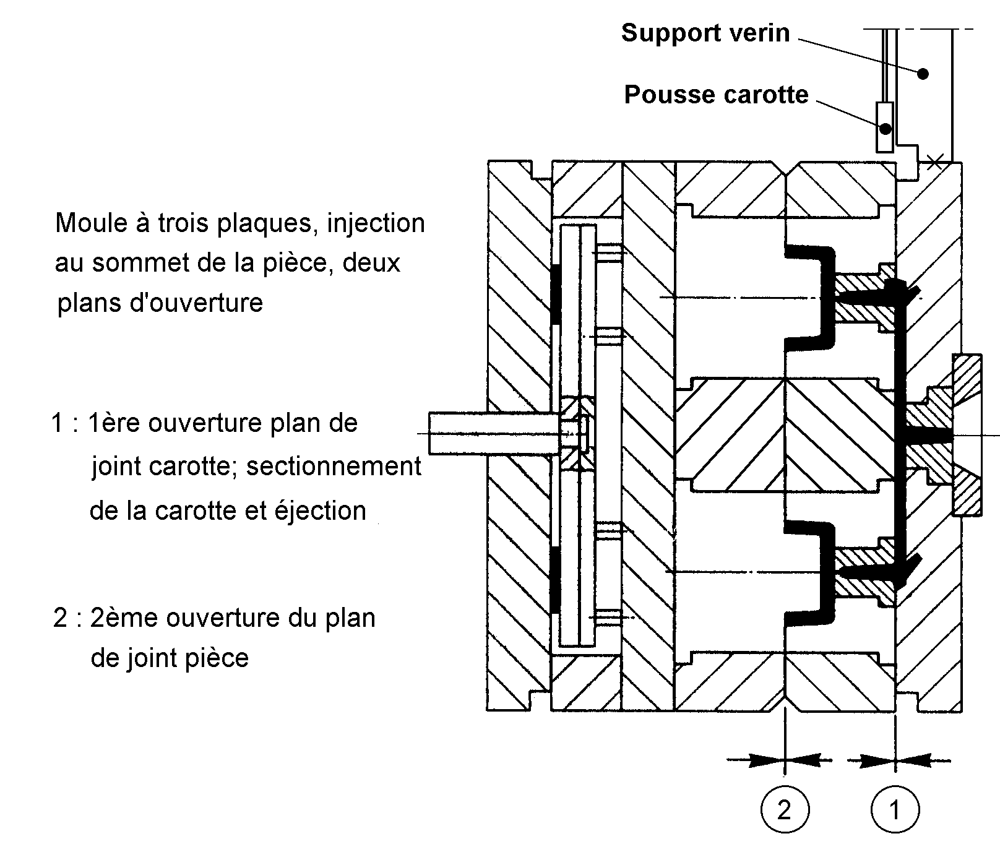 Support verin
Pousse carotte
Moule à trois plaques, injection
au sommet de la pièce, deux
plans d'ouverture
1 : 1ère ouverture plan de
joint carotte; sectionnement
de la carotte et éjection
2 : 2ème ouverture du plan
de joint pièce
2 1